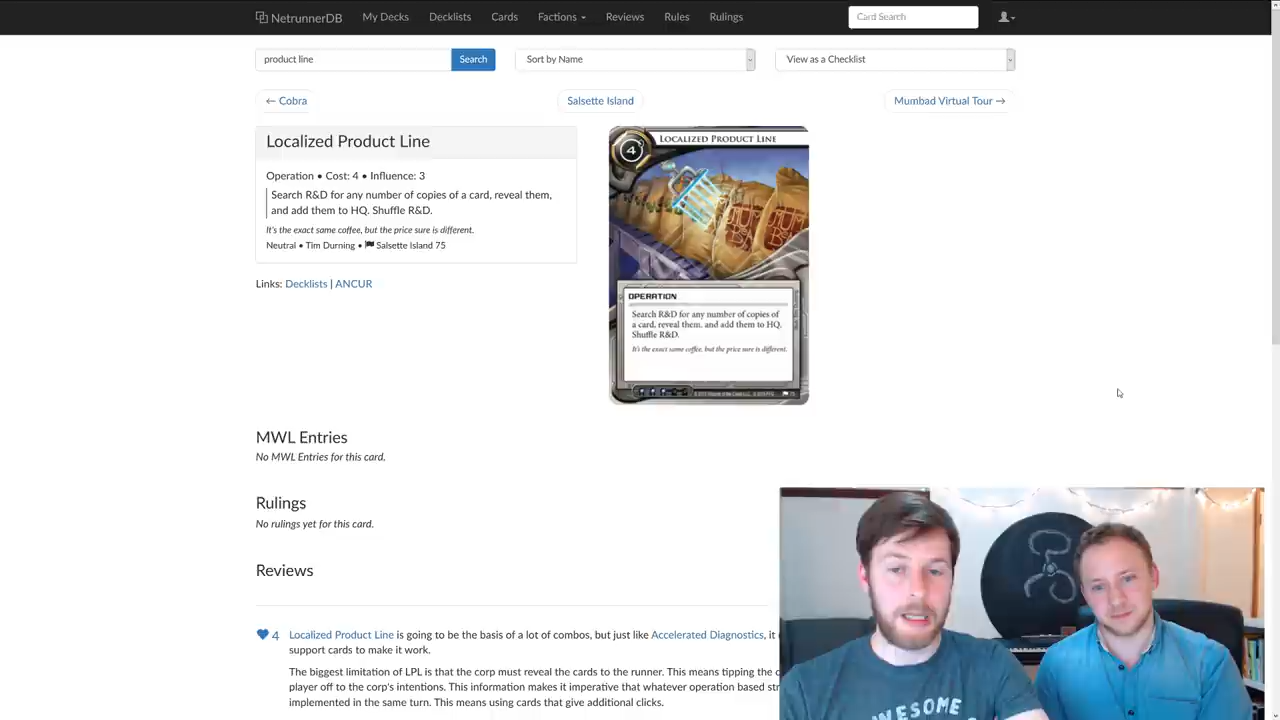 NetrunnerDB My Decks Decklists Cards Factions Reviews Rules Rulings Card Search
product line Search Sort by Name View as a Checklist
← Cobra Salsette Island Mumbad Virtual Tour →
Localized Product Line
Operation • Cost: 4 • Influence: 3
Search R&D for any number of copies of a card, reveal them,
and add them to HQ. Shuffle R&D.
It's the exact same coffee, but the price sure is different.
Neutral • Tim Durning • Salsette Island 75
Links: Decklists | ANCUR
4 LOCALIZED PRODUCT LINE
OPERATION
Search R&D for any number of copies of
a card, reveal them, and add them to HQ.
Shuffle R&D.
It's the exact same coffee, but the price sure is different.
MWL Entries
No MWL Entries for this card.
Rulings
No rulings yet for this card.
Reviews
4 Localized Product Line is going to be the basis of a lot of combos, but just like Accelerated Diagnostics, it
support cards to make it work.
The biggest limitation of LPL is that the corp must reveal the cards to the runner. This means tipping the
player off to the corp's intentions. This information makes it imperative that whatever operation based
implemented in the same turn. This means using cards that give additional clicks.
AWESOME